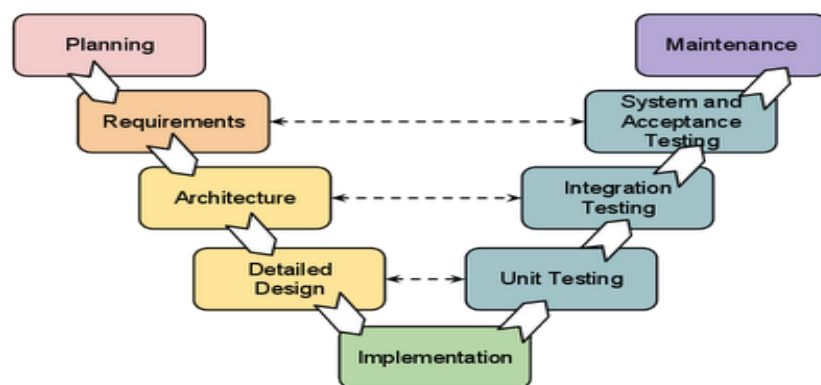 Planning
Maintenance
Requirements
System and
Acceptance
Testing
Architecture
Integration
Testing
Detailed
Design
Unit Testing
Implementation